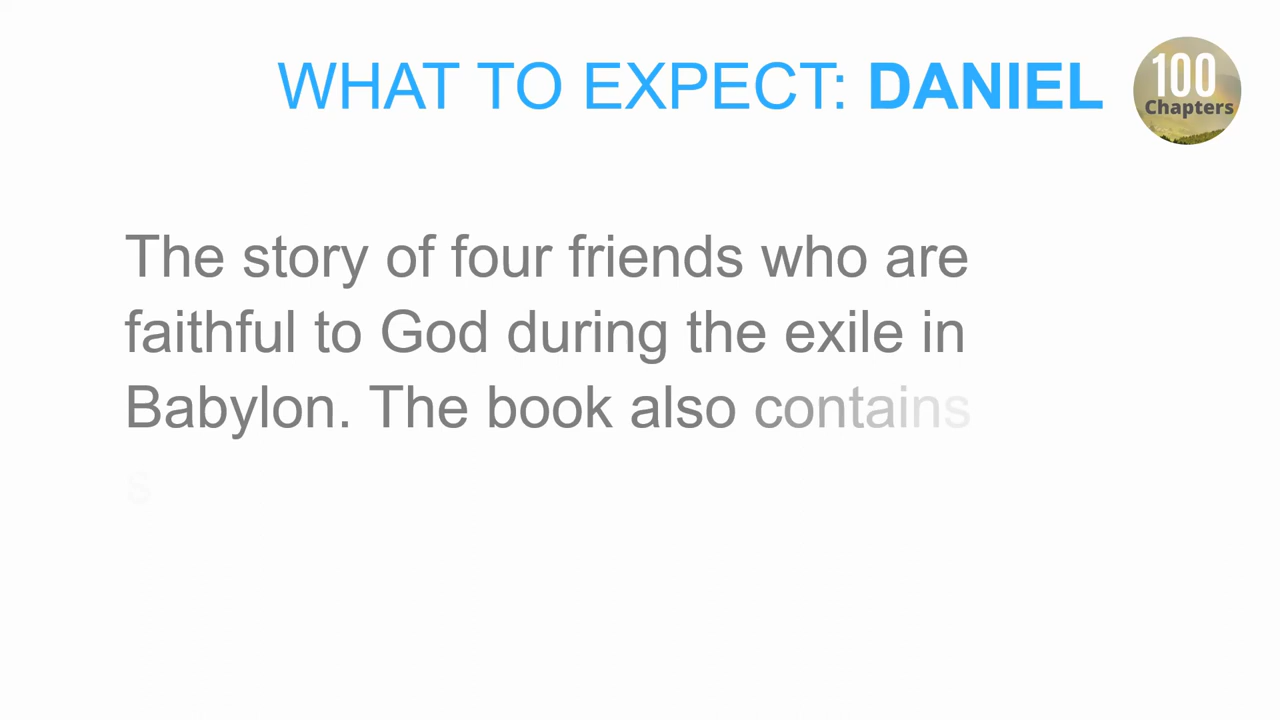 WHAT TO EXPECT: DANIEL
100
Chapters
The story of four friends who are
faithful to God during the exile in
Babylon. The book also contains
s